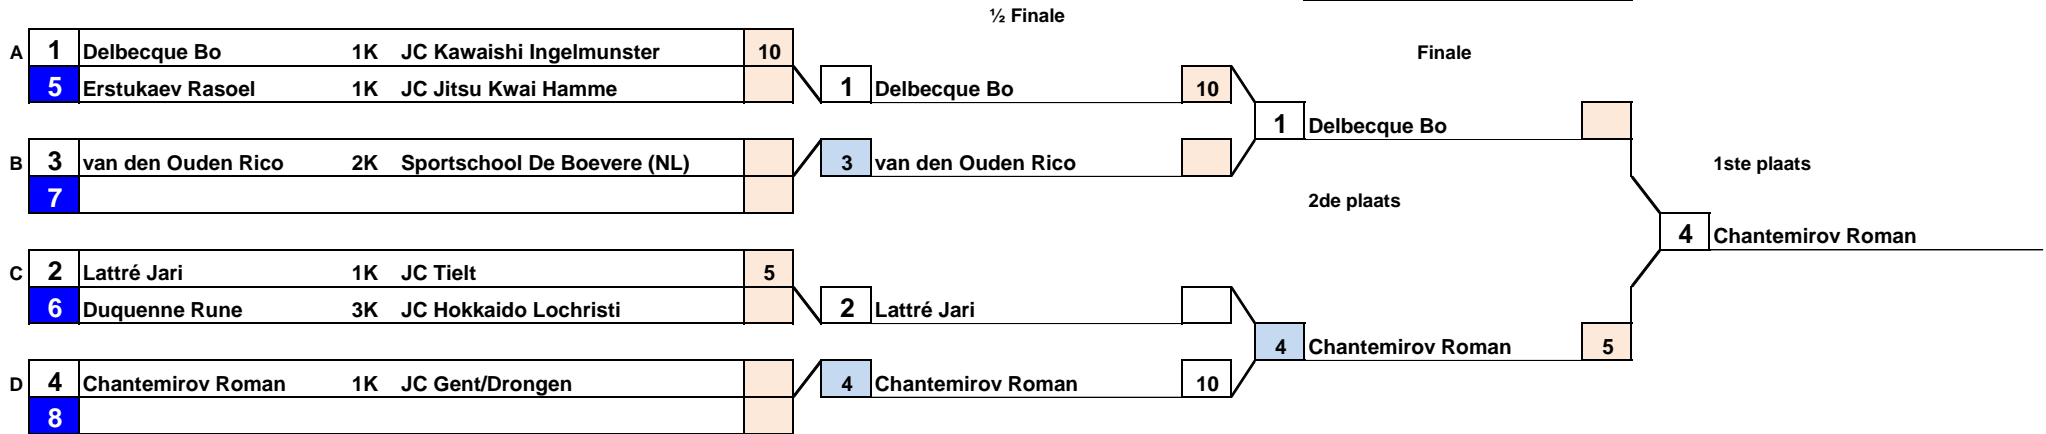 ½ Finale
A 1 Delbecque Bo 1K JC Kawaishi Ingelmunster 10
Finale
5 Erstukaev Rasoel 1K JC Jitsu Kwai Hamme
1 Delbecque Bo 10
1 Delbecque Bo
B 3 van den Ouden Rico 2K Sportschool De Boevere (NL)
3 van den Ouden Rico
1ste plaats
7
2de plaats
4 Chantemirov Roman
C 2 Lattré Jari 1K JC Tielt 5
6 Duquenne Rune 3K JC Hokkaido Lochristi
2 Lattré Jari
4 Chantemirov Roman 5
D 4 Chantemirov Roman 1K JC Gent/Drongen
4 Chantemirov Roman 10
8